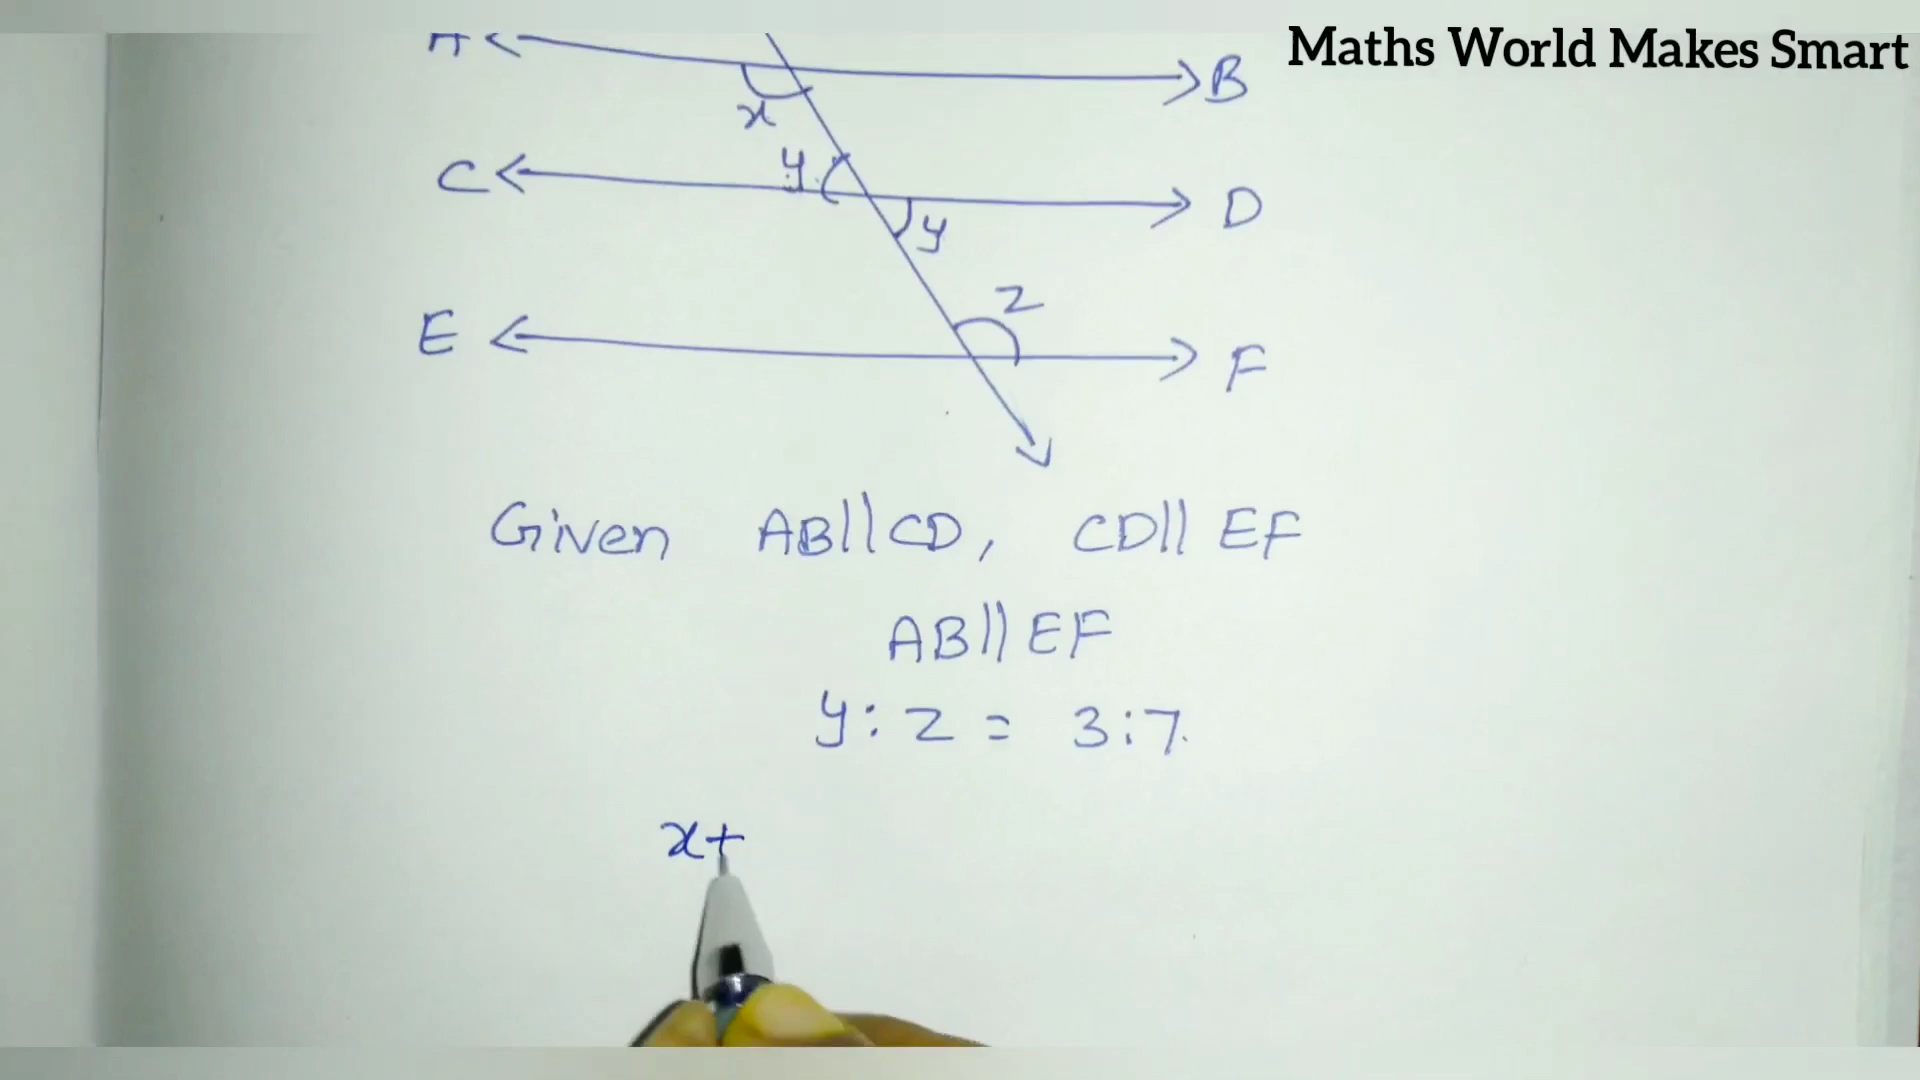 Maths World Makes Smart
A B
x
y
C D
y
z
E F
Given AB||CD, CD|| EF
AB|| EF
y : z = 3:7.
x+